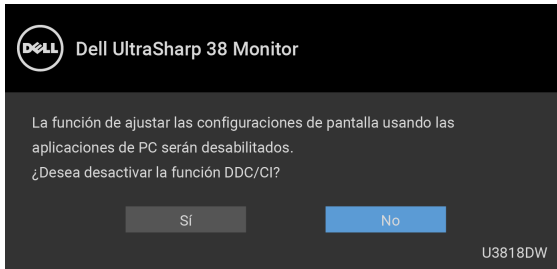 DELL
Dell UltraSharp 38 Monitor
La función de ajustar las configuraciones de pantalla usando las
aplicaciones de PC serán desabilitados.
¿Desea desactivar la función DDC/CI?
Sí
No
U3818DW